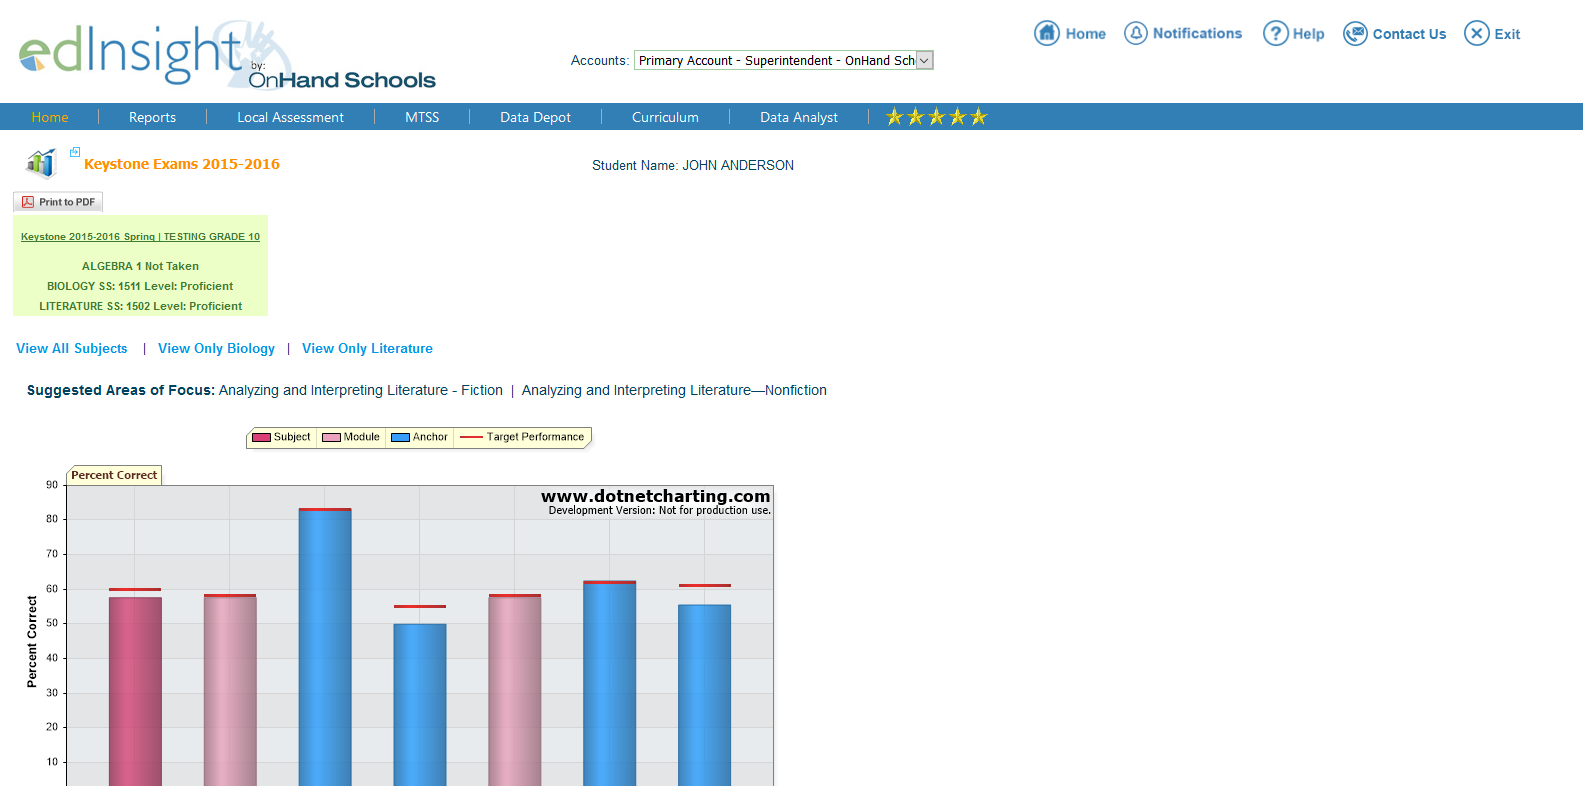 edInsight
by:
OnHand Schools
Accounts: Primary Account - Superintendent - OnHand Sch
Home
Notifications
Help
Contact Us
Exit
Home
Reports
Local Assessment
MTSS
Data Depot
Curriculum
Data Analyst
Keystone Exams 2015-2016
Student Name: JOHN ANDERSON
Print to PDF
Keystone 2015-2016 Spring | TESTING GRADE 10
ALGEBRA 1 Not Taken
BIOLOGY SS: 1511 Level: Proficient
LITERATURE SS: 1502 Level: Proficient
View All Subjects | View Only Biology | View Only Literature
Suggested Areas of Focus: Analyzing and Interpreting Literature - Fiction | Analyzing and Interpreting Literature—Nonfiction
Subject
Module
Anchor
Target Performance
Percent Correct
www.dotnetcharting.com
Development Version: Not for production use.
90
80
70
60
50
40
30
20
10
Percent Correct